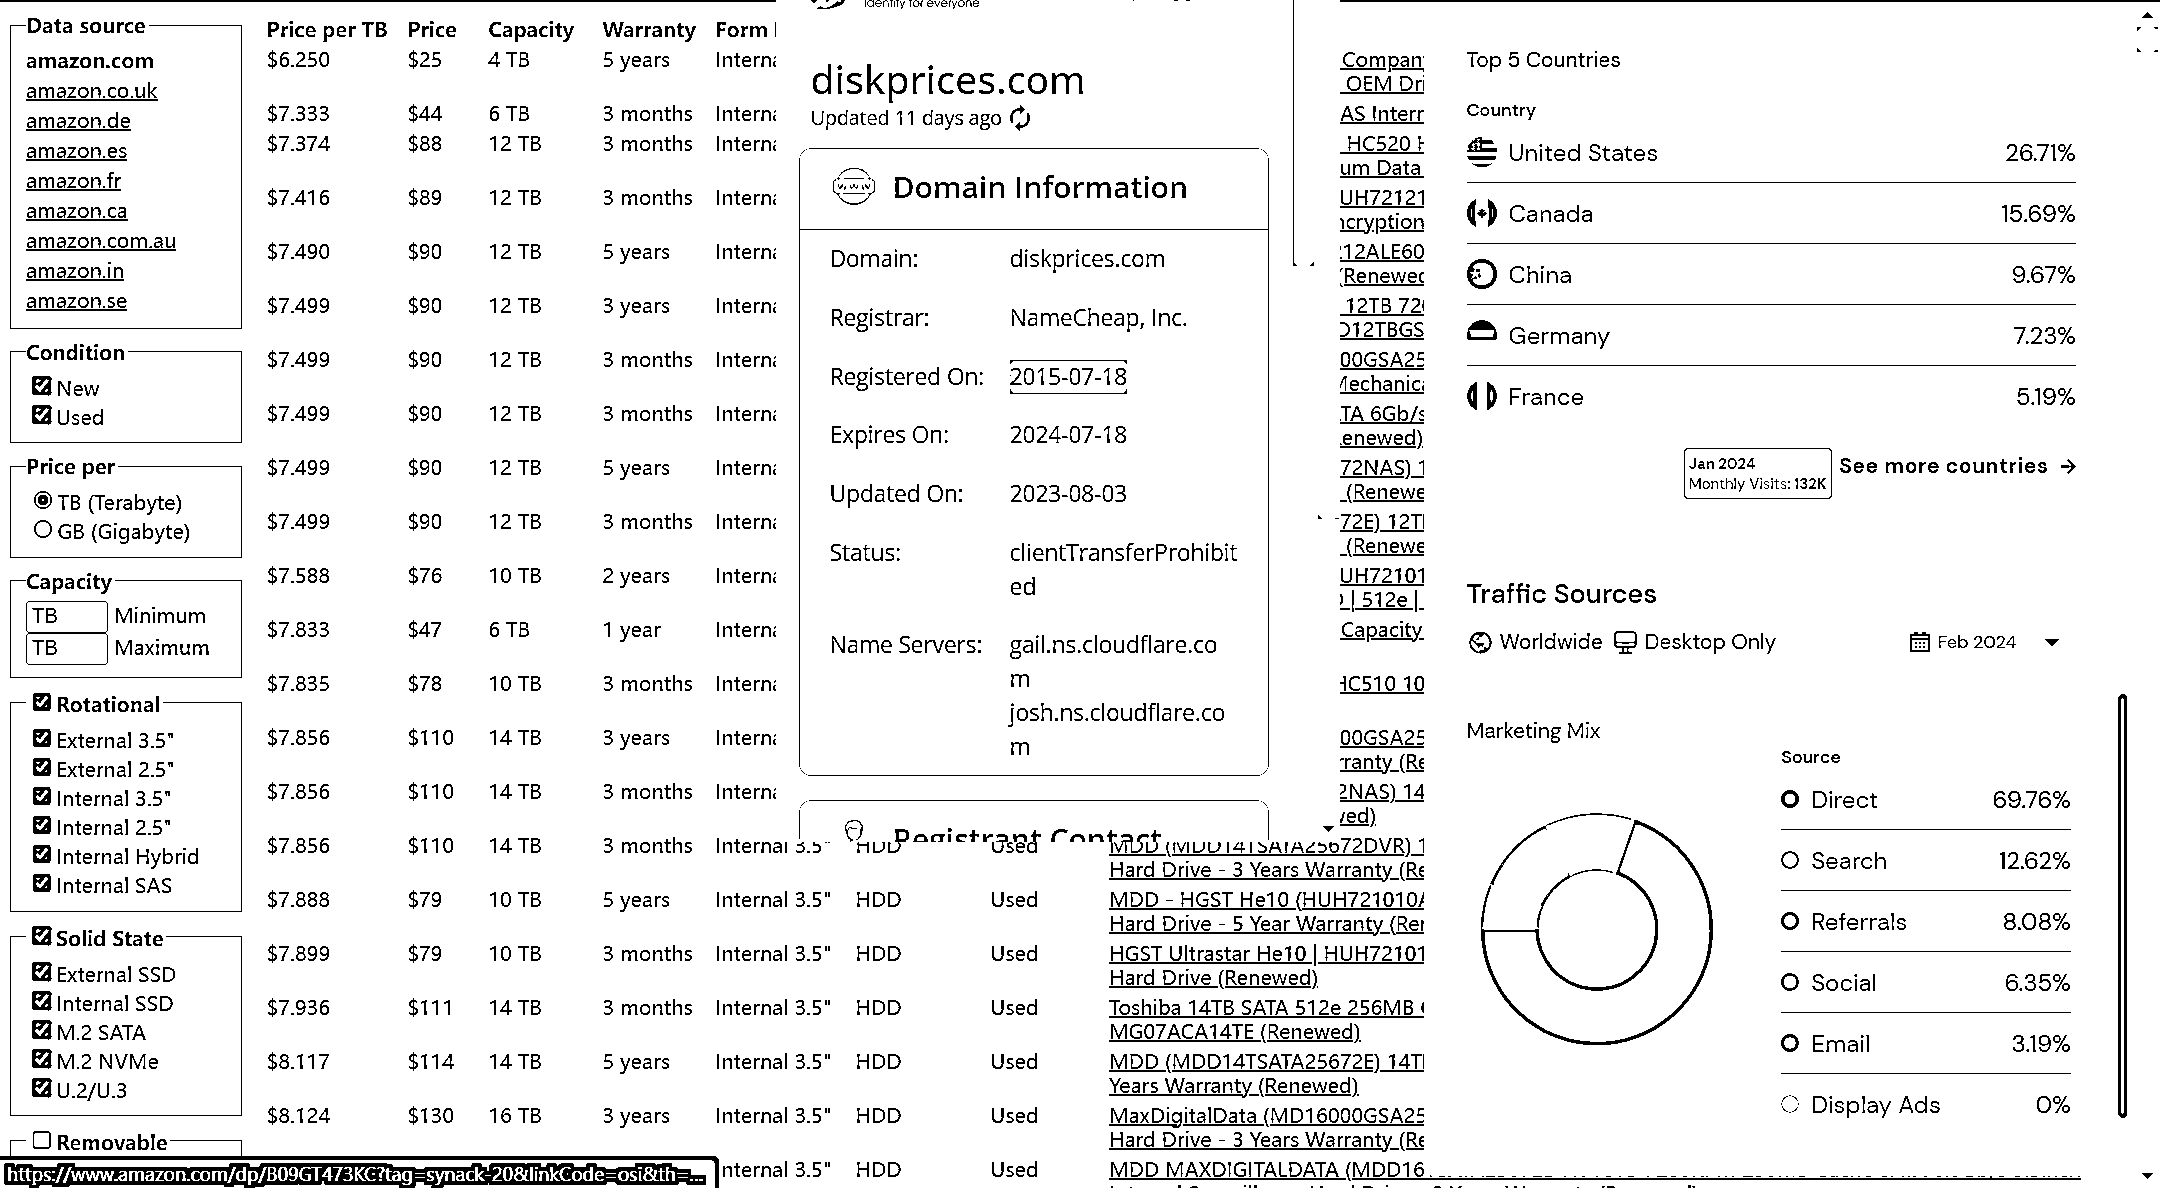 Data source
amazon.com
amazon.co.uk
amazon.de
amazon.es
amazon.fr
amazon.ca
amazon.com.au
amazon.in
amazon.se
Condition
New
Used
Price per
TB (Terabyte)
GB (Gigabyte)
Capacity
TB Minimum
TB Maximum
Rotational
External 3.5"
External 2.5"
Internal 3.5"
Internal 2.5"
Internal Hybrid
Internal SAS
Solid State
External SSD
Internal SSD
M.2 SATA
M.2 NVMe
U.2/U.3
Removable
https://www.amazon.com/dp/B09GT473KC?tag=synack-20&linkCode=osi&th=...
Price per TB Price Capacity Warranty Form
$6.250 $25 4 TB 5 years Interna
$7.333 $44 6 TB 3 months Interna
$7.374 $88 12 TB 3 months Interna
$7.416 $89 12 TB 3 months Interna
$7.490 $90 12 TB 5 years Interna
$7.499 $90 12 TB 3 years Interna
$7.499 $90 12 TB 3 months Interna
$7.499 $90 12 TB 3 months Interna
$7.499 $90 12 TB 5 years Interna
$7.499 $90 12 TB 3 months Interna
$7.588 $76 10 TB 2 years Interna
$7.833 $47 6 TB 1 year Interna
$7.835 $78 10 TB 3 months Interna
$7.856 $110 14 TB 3 years Interna
$7.856 $110 14 TB 3 months Interna
$7.856 $110 14 TB 3 months Internal 3.5" HDD Used MDD (MDD14TSATA25672DVR) 1
Hard Drive - 3 Years Warranty (Re
$7.888 $79 10 TB 5 years Internal 3.5" HDD Used MDD - HGST He10 (HUH721010A
Hard Drive - 5 Year Warranty (Rer
$7.899 $79 10 TB 3 months Internal 3.5" HDD Used HGST Ultrastar He10 | HUH72101
Hard Drive (Renewed)
$7.936 $111 14 TB 3 months Internal 3.5" HDD Used Toshiba 14TB SATA 512e 256MB
MG07ACA14TE (Renewed)
$8.117 $114 14 TB 5 years Internal 3.5" HDD Used MDD (MDD14TSATA25672E) 14T
Years Warranty (Renewed)
$8.124 $130 16 TB 3 years Internal 3.5" HDD Used MaxDigitalData (MD16000GSA25
Hard Drive - 3 Years Warranty (Re
nternal 3.5" HDD Used MDD MAXDIGITALDATA (MDD16
Identity for everyone
diskprices.com
Updated 11 days ago
Domain Information
Domain: diskprices.com
Registrar: NameCheap, Inc.
Registered On: 2015-07-18
Expires On: 2024-07-18
Updated On: 2023-08-03
Status: clientTransferProhibit
ed
Name Servers: gail.ns.cloudflare.co
m
josh.ns.cloudflare.co
m
Registrant Contact
Company
OEM Dri
AS Intern
HC520 H
um Data
UH72121
ncryption
12ALE60
(Renewed
12TB 72
D12TBGS
00GSA25
Mechanica
TA 6Gb/s
enewed)
72NAS) 1
(Renewe
72E) 12T
(Renewe
UH72101
| 512e |
Capacity
HC510 10
00GSA25
rranty (Re
2NAS) 14
wed)
Top 5 Countries
Country
United States 26.71%
Canada 15.69%
China 9.67%
Germany 7.23%
France 5.19%
Jan 2024
Monthly Visits: 132K
See more countries →
Traffic Sources
Worldwide Desktop Only Feb 2024
Marketing Mix
Source
Direct 69.76%
Search 12.62%
Referrals 8.08%
Social 6.35%
Email 3.19%
Display Ads 0%